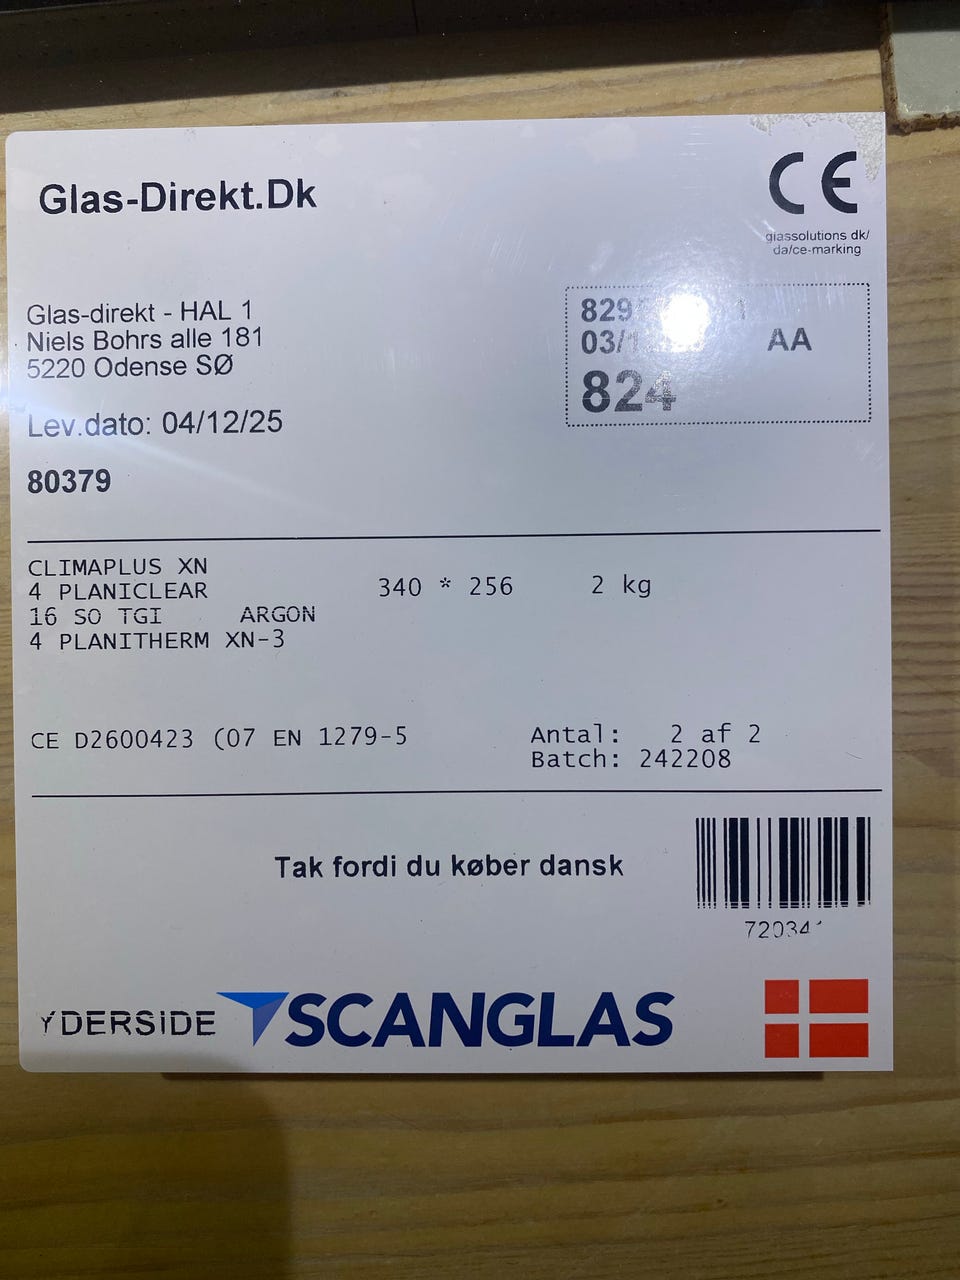 Glas-Direkt.Dk
CE
glassolutions dk/
da/ce-marking
Glas-direkt - HAL 1
Niels Bohrs alle 181
5220 Odense SØ
Lev.dato: 04/12/25
80379
AA
824
CLIMAPLUS XN
4 PLANICLEAR 340 * 256 2 kg
16 SO TGI ARGON
4 PLANITHERM XN-3
CE D2600423 (07 EN 1279-5
Antal: 2 af 2
Batch: 242208
Tak fordi du køber dansk
YDERSIDE
SCANGLAS